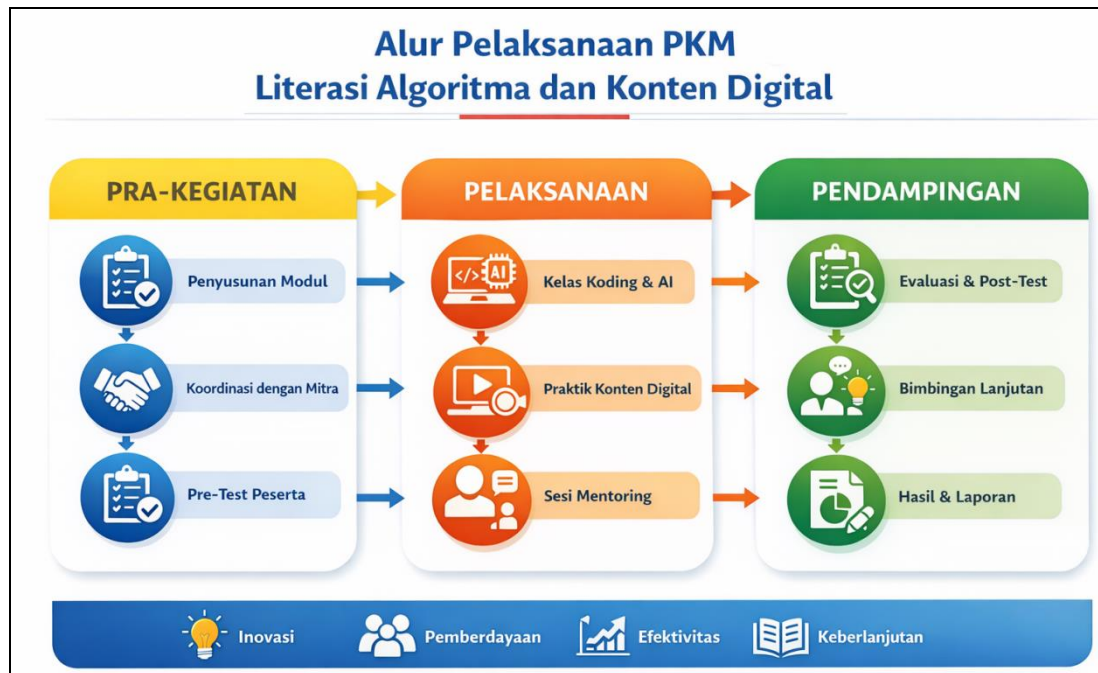 Alur Pelaksanaan PKM
Literasi Algoritma dan Konten Digital
PRA-KEGIATAN
Penyusunan Modul
Koordinasi dengan Mitra
Pre-Test Peserta
PELAKSANAAN
</> AI
Kelas Koding & AI
Praktik Konten Digital
Sesi Mentoring
PENDAMPINGAN
Evaluasi & Post-Test
Bimbingan Lanjutan
Hasil & Laporan
Inovasi
Pemberdayaan
Efektivitas
Keberlanjutan